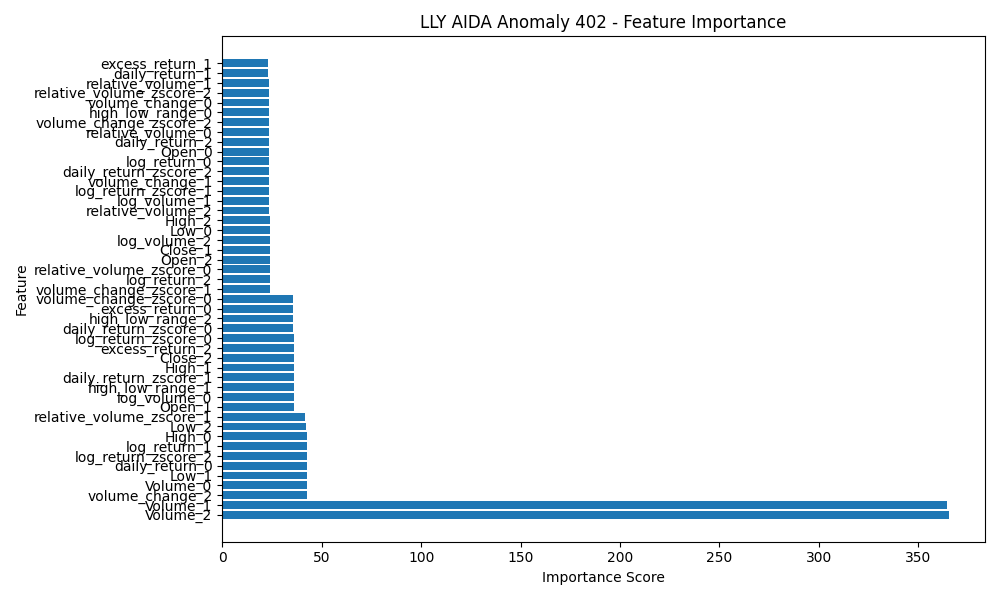 LLY AIDA Anomaly 402 - Feature Importance
excess_return_1
daily_return_1
relative_volume_1
relative_volume_zscore_2
volume_change_0
high_low_range_0
volume_change_zscore_2
relative_volume_0
daily_return_2
Open_0
log_return_0
daily_return_zscore_2
volume_change_1
log_return_zscore_1
log_volume_1
relative_volume_2
High_2
Low_0
log_volume_2
Close_1
Open_2
relative_volume_zscore_0
log_return_2
volume_change_zscore_1
volume_change_zscore_0
excess_return_0
high_low_range_2
daily_return_zscore_0
log_return_zscore_0
excess_return_2
Close_2
High_1
daily_return_zscore_1
high_low_range_1
log_volume_0
Open_1
relative_volume_zscore_1
Low_2
High_0
log_return_1
log_return_zscore_2
daily_return_0
Low_1
Volume_0
volume_change_2
Volume_1
Volume_2
Feature
0 50 100 150 200 250 300 350
Importance Score